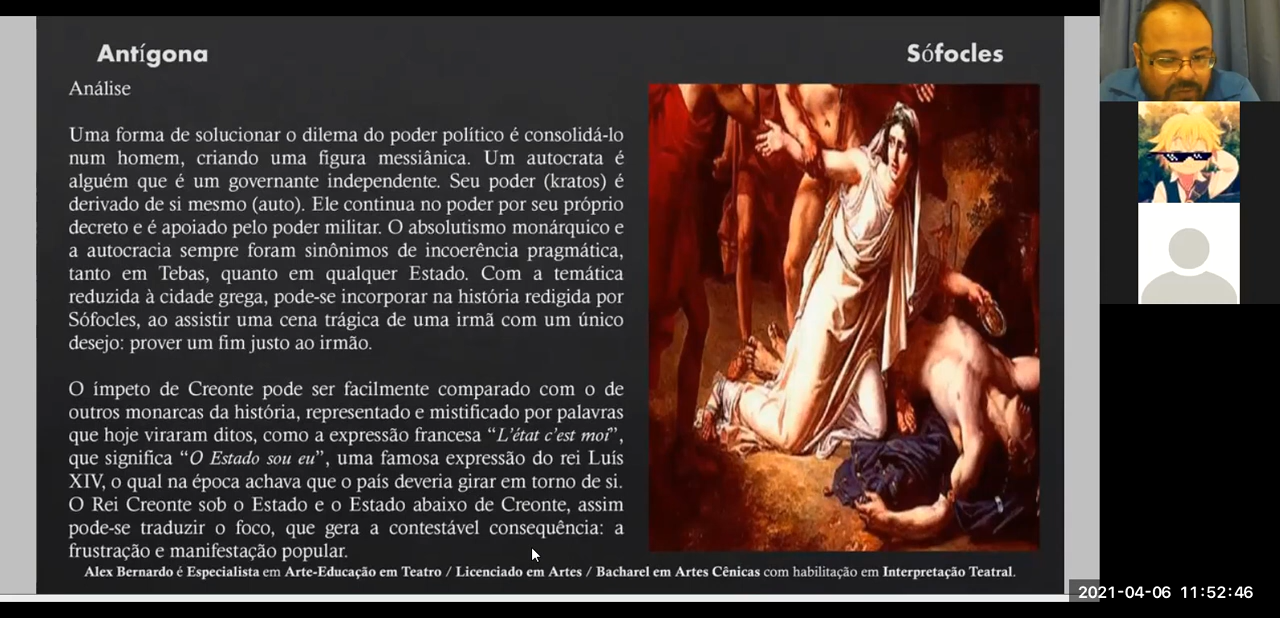 Antígona
Sófocles
Análise
Uma forma de solucionar o dilema do poder político é consolidá-lo
num homem, criando uma figura messiânica. Um autocrata é
alguém que é um governante independente. Seu poder (kratos) é
derivado de si mesmo (auto). Ele continua no poder por seu próprio
decreto e é apoiado pelo poder militar. O absolutismo monárquico e
a autocracia sempre foram sinônimos de incoerência pragmática,
tanto em Tebas, quanto em qualquer Estado. Com a temática
reduzida à cidade grega, pode-se incorporar na história redigida por
Sófocles, ao assistir uma cena trágica de uma irmã com um único
desejo: prover um fim justo ao irmão.
O ímpeto de Creonte pode ser facilmente comparado com o de
outros monarcas da história, representado e mistificado por palavras
que hoje viraram ditos, como a expressão francesa “L’état c’est moi”,
que significa “O Estado sou eu”, uma famosa expressão do rei Luís
XIV, o qual na época achava que o país deveria girar em torno de si.
O Rei Creonte sob o Estado e o Estado abaixo de Creonte, assim
pode-se traduzir o foco, que gera a contestável consequência: a
frustração e manifestação popular.
Alex Bernardo é Especialista em Arte-Educação em Teatro / Licenciado em Artes / Bacharel em Artes Cênicas com habilitação em Interpretação Teatral.
2021-04-06 11:52:46